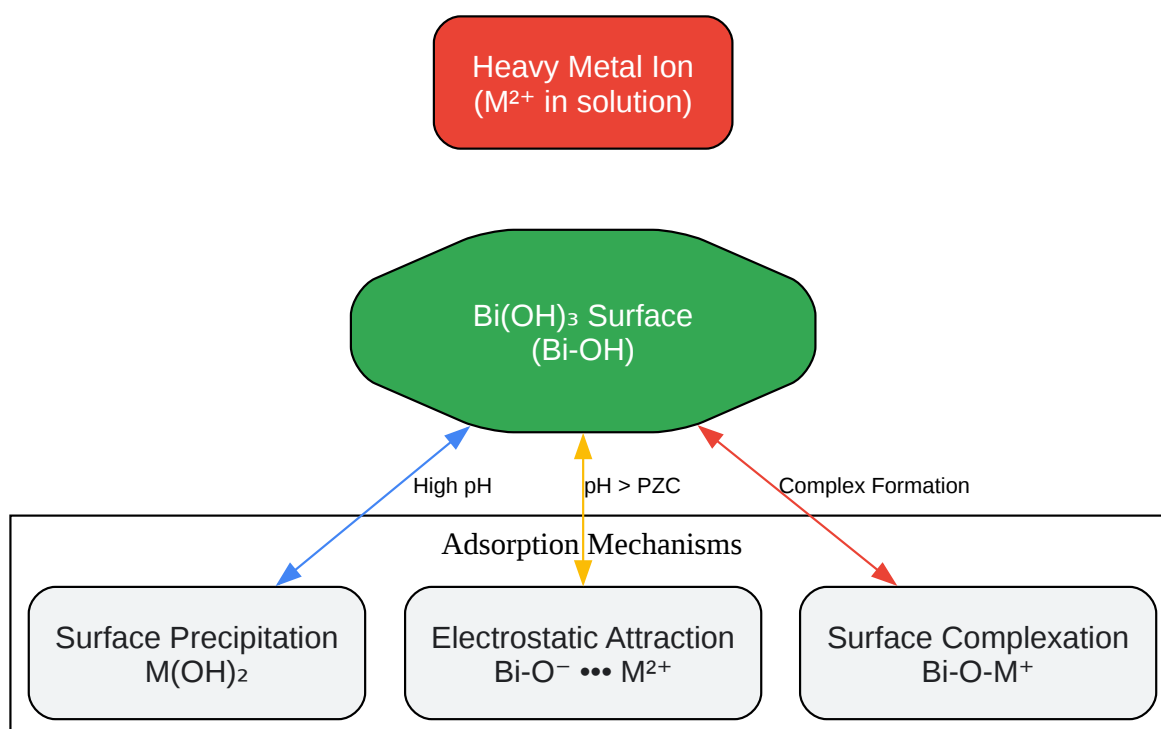 Heavy Metal Ion
(M²⁺ in solution)
Bi(OH)₃ Surface
(Bi-OH)
High pH
pH > PZC
Complex Formation
Adsorption Mechanisms
Surface Precipitation
M(OH)₂
Electrostatic Attraction
Bi-O⁻ ••• M²⁺
Surface Complexation
Bi-O-M⁺